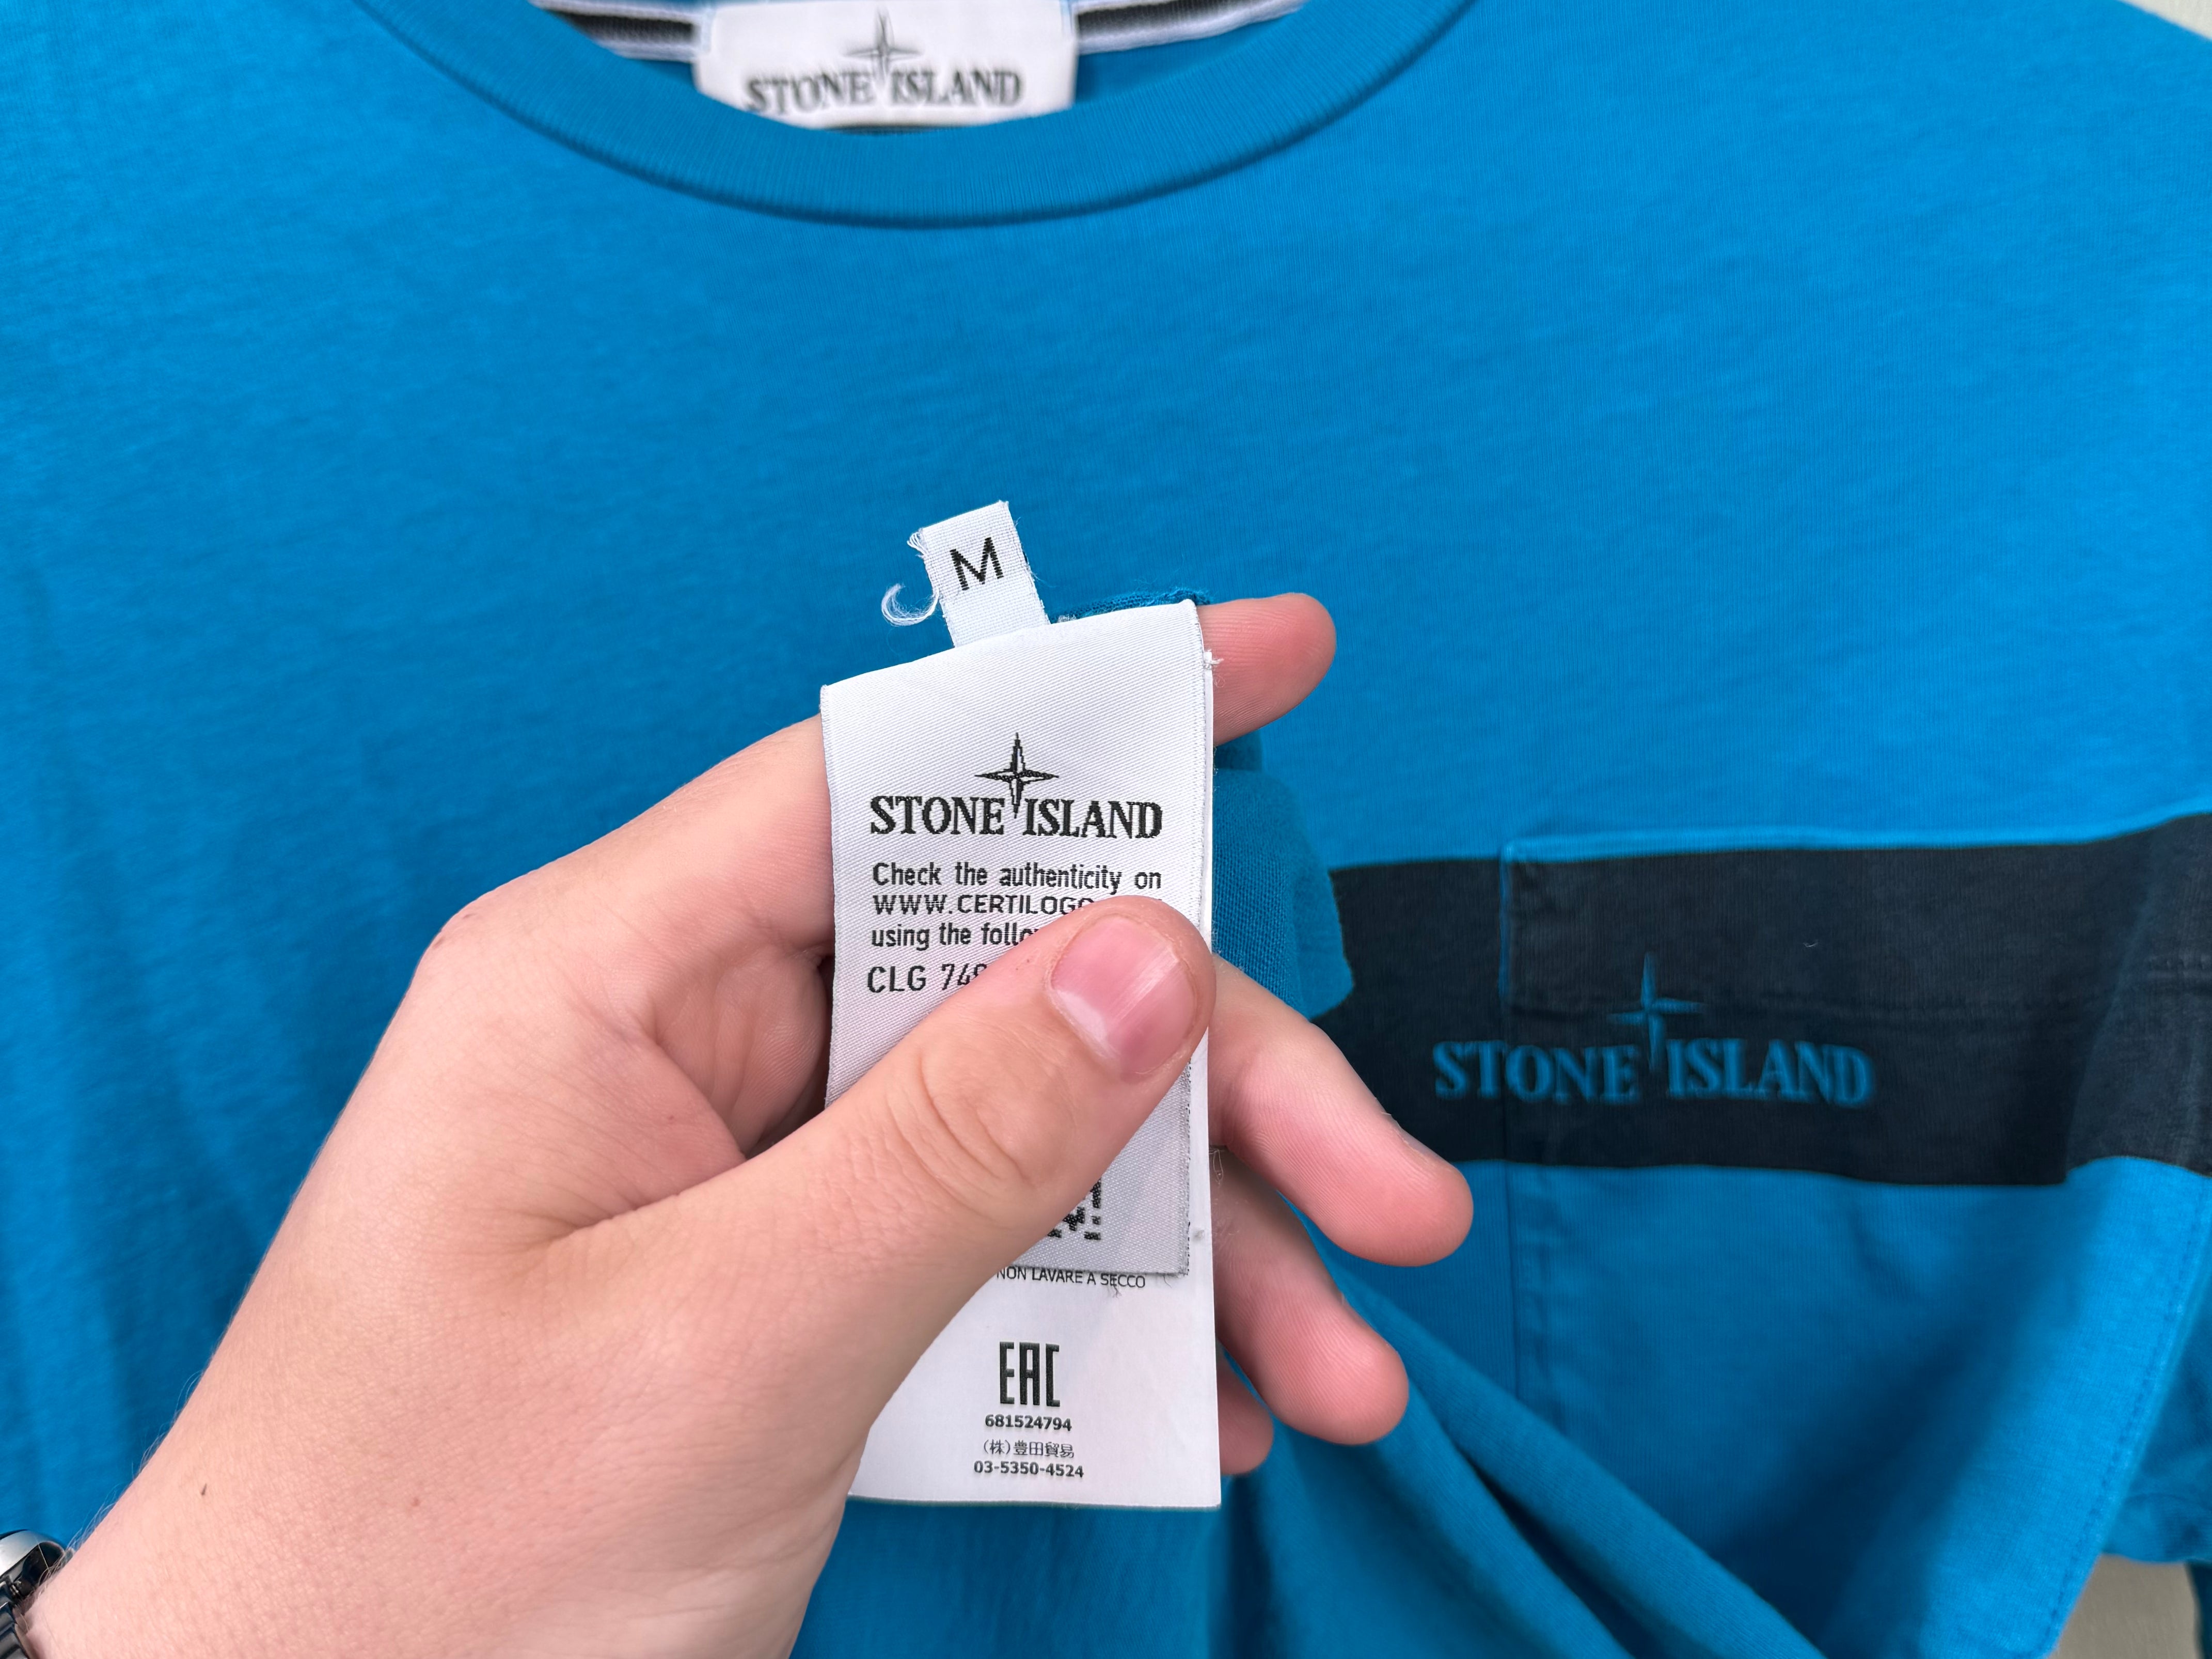 STONE ISLAND
M
STONE ISLAND
Check the authenticity on
WWW.CERTILOGO
using the
CLG
NON LAVARE A SECCO
EAC
681524794
(株)豊田貿易
03-5350-4524
STONE ISLAND